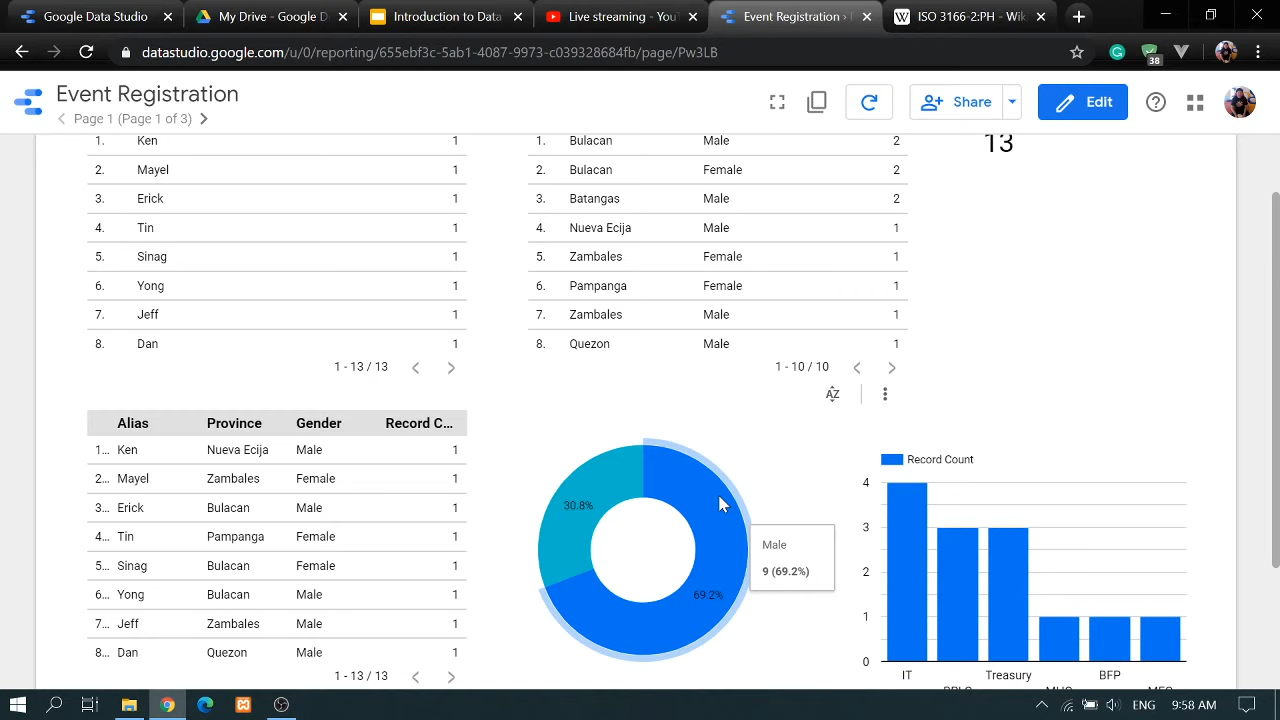 Google Data Studio
My Drive - Google D
Introduction to Data
Live streaming - YouT
Event Registration ›
ISO 3166-2:PH - Wik
datastudio.google.com/u/0/reporting/655ebf3c-5ab1-4087-9973-c039328684fb/page/Pw3LB
38
Event Registration
Page 1 (Page 1 of 3)
Share
Edit
1. Ken 1
2. Mayel 1
3. Erick 1
4. Tin 1
5. Sinag 1
6. Yong 1
7. Jeff 1
8. Dan 1
1 - 13 / 13
1. Bulacan Male 2
2. Bulacan Female 2
3. Batangas Male 2
4. Nueva Ecija Male 1
5. Zambales Female 1
6. Pampanga Female 1
7. Zambales Male 1
8. Quezon Male 1
1 - 10 / 10
13
AZ
Alias Province Gender Record C...
1... Ken Nueva Ecija Male 1
2... Mayel Zambales Female 1
3... Erick Bulacan Male 1
4... Tin Pampanga Female 1
5... Sinag Bulacan Female 1
6... Yong Bulacan Male 1
7... Jeff Zambales Male 1
8... Dan Quezon Male 1
1 - 13 / 13
30.8%
69.2%
Male
9 (69.2%)
Record Count
4
3
2
1
0
IT
Treasury
BFP
ENG
9:58 AM